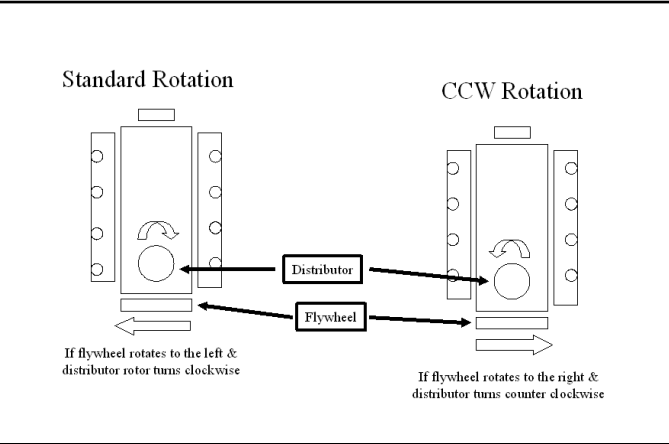 Standard Rotation
CCW Rotation
Distributor
Flywheel
If flywheel rotates to the left &
distributor rotor turns clockwise
If flywheel rotates to the right &
distributor turns counter clockwise